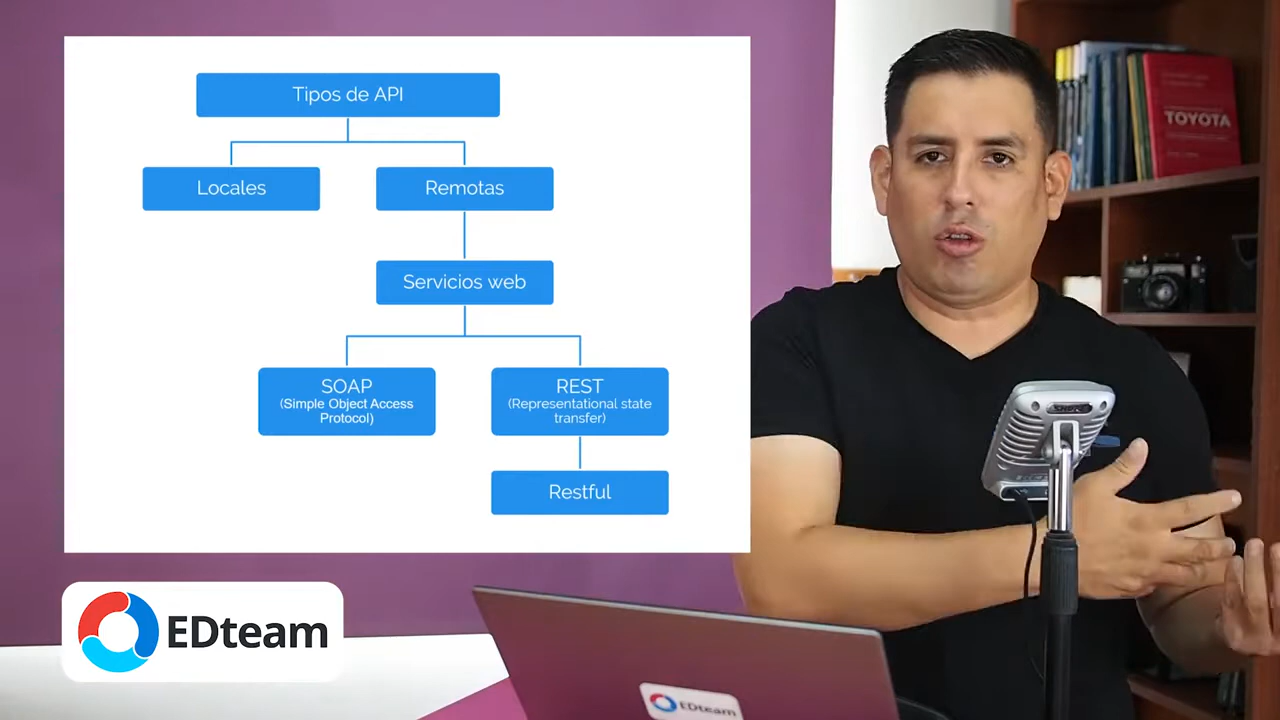 Tipos de API
Locales
Remotas
Servicios web
SOAP
(Simple Object Access
Protocol)
REST
(Representational state
transfer)
Restful
EDteam
EDteam
TOYOTA